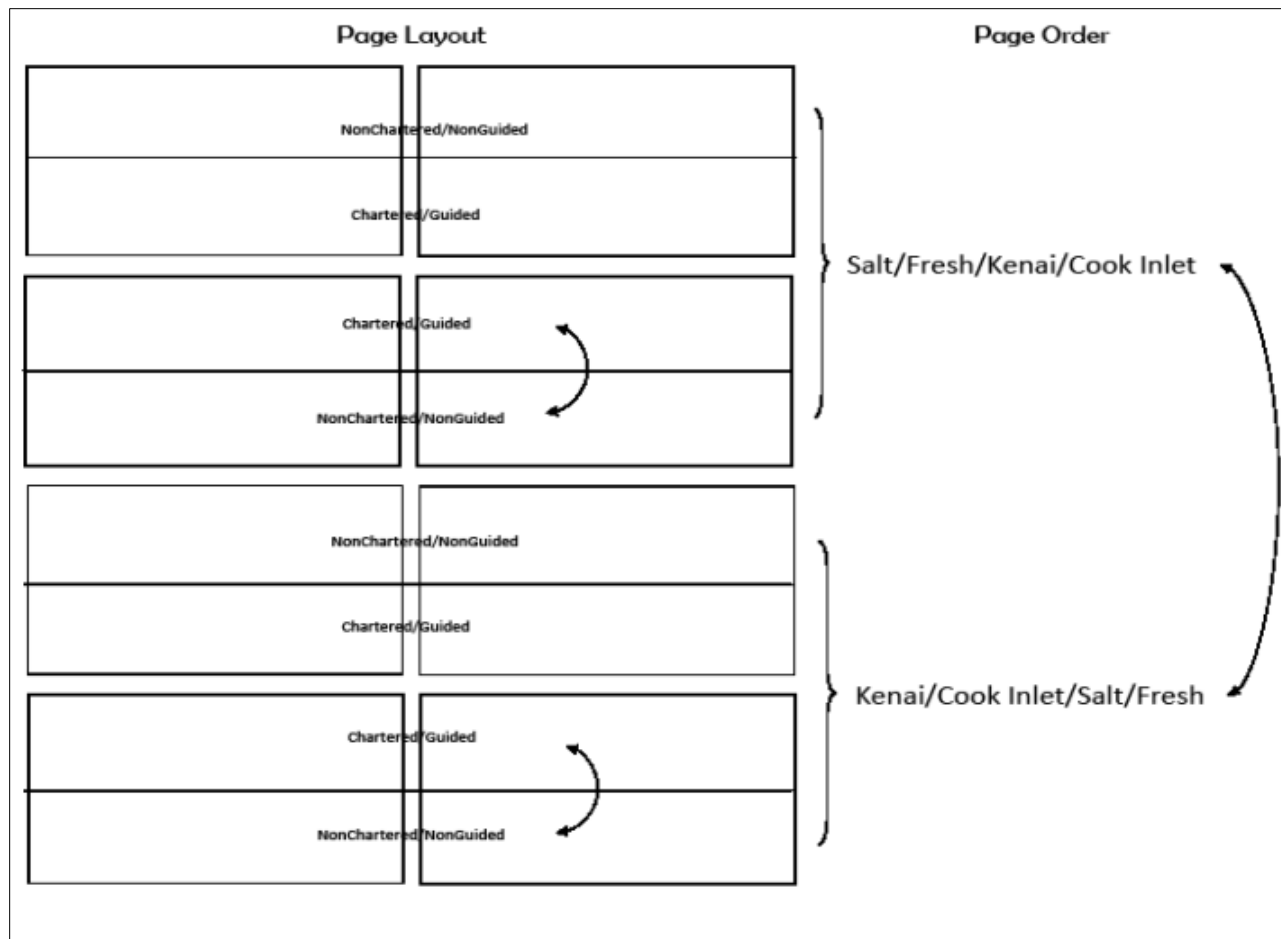 Page Layout
Page Order
NonChartered/NonGuided
Chartered/Guided
Salt/Fresh/Kenai/Cook Inlet
Chartered/Guided
NonChartered/NonGuided
NonChartered/NonGuided
Chartered/Guided
Kenai/Cook Inlet/Salt/Fresh
Chartered/Guided
NonChartered/NonGuided